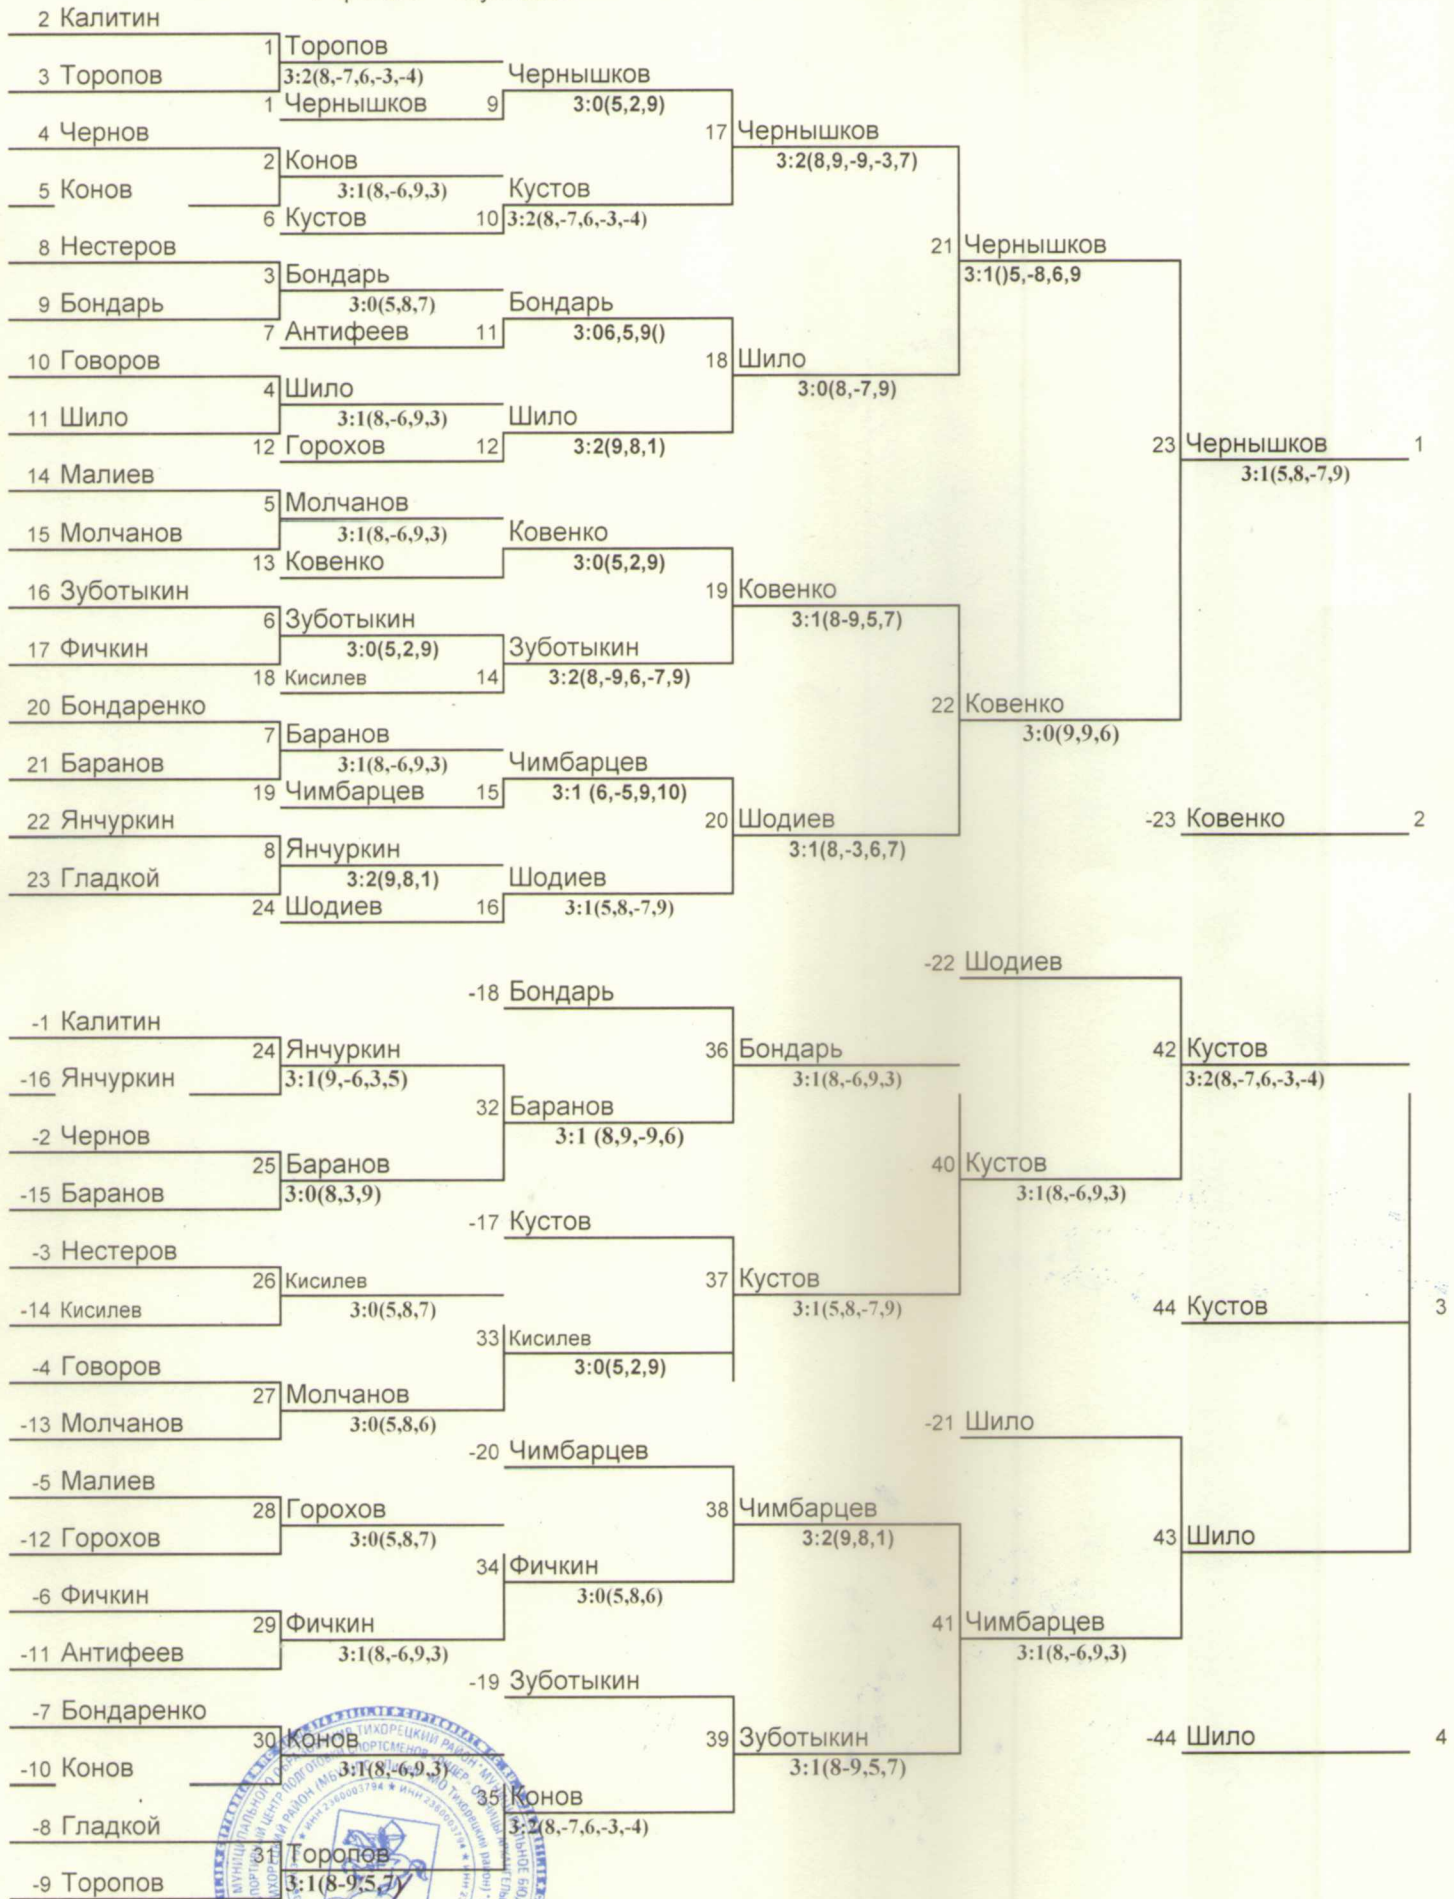 2 Калитин
1 Торопов
3 Торопов
3:2(8,-7,6,-3,-4)
Чернышков
1 Чернышков 9
3:0(5,2,9)
4 Чернов
17 Чернышков
2 Конов
3:2(8,9,-9,-3,7)
5 Конов
3:1(8,-6,9,3)
Кустов
6 Кустов
10 3:2(8,-7,6,-3,-4)
8 Нестеров
21 Чернышков
3 Бондарь
3:1()5,-8,6,9
9 Бондарь
3:0(5,8,7)
Бондарь
7 Антифеев 11
3:06,5,9()
10 Говоров
18 Шило
4 Шило
3:0(8,-7,9)
11 Шило
3:1(8,-6,9,3)
Шило
12 Горохов 12
3:2(9,8,1)
23 Чернышков 1
14 Малиев
3:1(5,8,-7,9)
5 Молчанов
15 Молчанов
3:1(8,-6,9,3)
Ковенко
13 Ковенко
3:0(5,2,9)
16 Зуботыкин
19 Ковенко
6 Зуботыкин
3:1(8-9,5,7)
17 Фичкин
3:0(5,2,9)
Зуботыкин
18 Кисилев 14
3:2(8,-9,6,-7,9)
20 Бондаренко
22 Ковенко
7 Баранов
3:0(9,9,6)
21 Баранов
3:1(8,-6,9,3)
Чимбарцев
19 Чимбарцев 15
3:1 (6,-5,9,10)
22 Янчуркин
20 Шодиев
-23 Ковенко 2
8 Янчуркин
3:1(8,-3,6,7)
23 Гладкой
3:2(9,8,1)
Шодиев
24 Шодиев 16
3:1(5,8,-7,9)
-22 Шодиев
-18 Бондарь
-1 Калитин
24 Янчуркин
36 Бондарь
42 Кустов
-16 Янчуркин
3:1(9,-6,3,5)
3:1(8,-6,9,3)
3:2(8,-7,6,-3,-4)
32 Баранов
-2 Чернов
3:1 (8,9,-9,6)
25 Баранов
40 Кустов
-15 Баранов
3:0(8,3,9)
3:1(8,-6,9,3)
-17 Кустов
-3 Нестеров
26 Кисилев
37 Кустов
-14 Кисилев
3:0(5,8,7)
3:1(5,8,-7,9)
44 Кустов 3
33 Кисилев
-4 Говоров
3:0(5,2,9)
27 Молчанов
-13 Молчанов
3:0(5,8,6)
-21 Шило
-20 Чимбарцев
-5 Малиев
28 Горохов
38 Чимбарцев
-12 Горохов
3:0(5,8,7)
3:2(9,8,1)
43 Шило
34 Фичкин
-6 Фичкин
3:0(5,8,6)
29 Фичкин
41 Чимбарцев
-11 Антифеев
3:1(8,-6,9,3)
3:1(8,-6,9,3)
-19 Зуботыкин
-7 Бондаренко
30 Конов
39 Зуботыкин
-44 Шило 4
-10 Конов
3:1(8,-6,9,3)
3:1(8-9,5,7)
35 Конов
-8 Гладкой
3:2(8,-7,6,-3,-4)
31 Торопов
-9 Торопов
3:1(8-9,5,7)